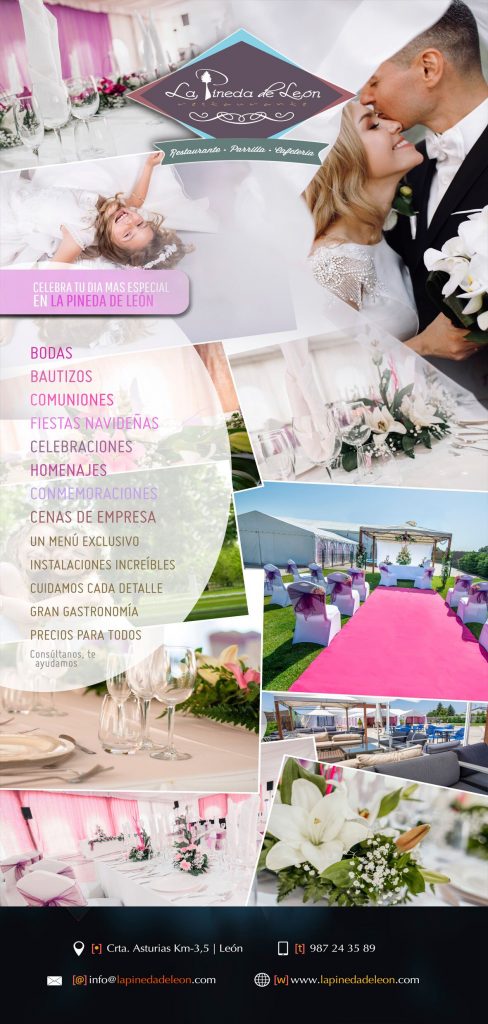 La Pineda de León
restaurante
Restaurante • Parrilla • Cafetería
CELEBRA TU DIA MAS ESPECIAL
EN LA PINEDA DE LEÓN
BODAS
BAUTIZOS
COMUNIONES
FIESTAS NAVIDEÑAS
CELEBRACIONES
HOMENAJES
CONMEMORACIONES
CENAS DE EMPRESA
UN MENÚ EXCLUSIVO
INSTALACIONES INCREÍBLES
CUIDAMOS CADA DETALLE
GRAN GASTRONOMÍA
PRECIOS PARA TODOS
Consúltanos, te
ayudamos
[•] Crta. Asturias Km-3,5 | León
[t] 987 24 35 89
[@] info@lapinedadeleon.com
[w] www.lapinedadeleon.com